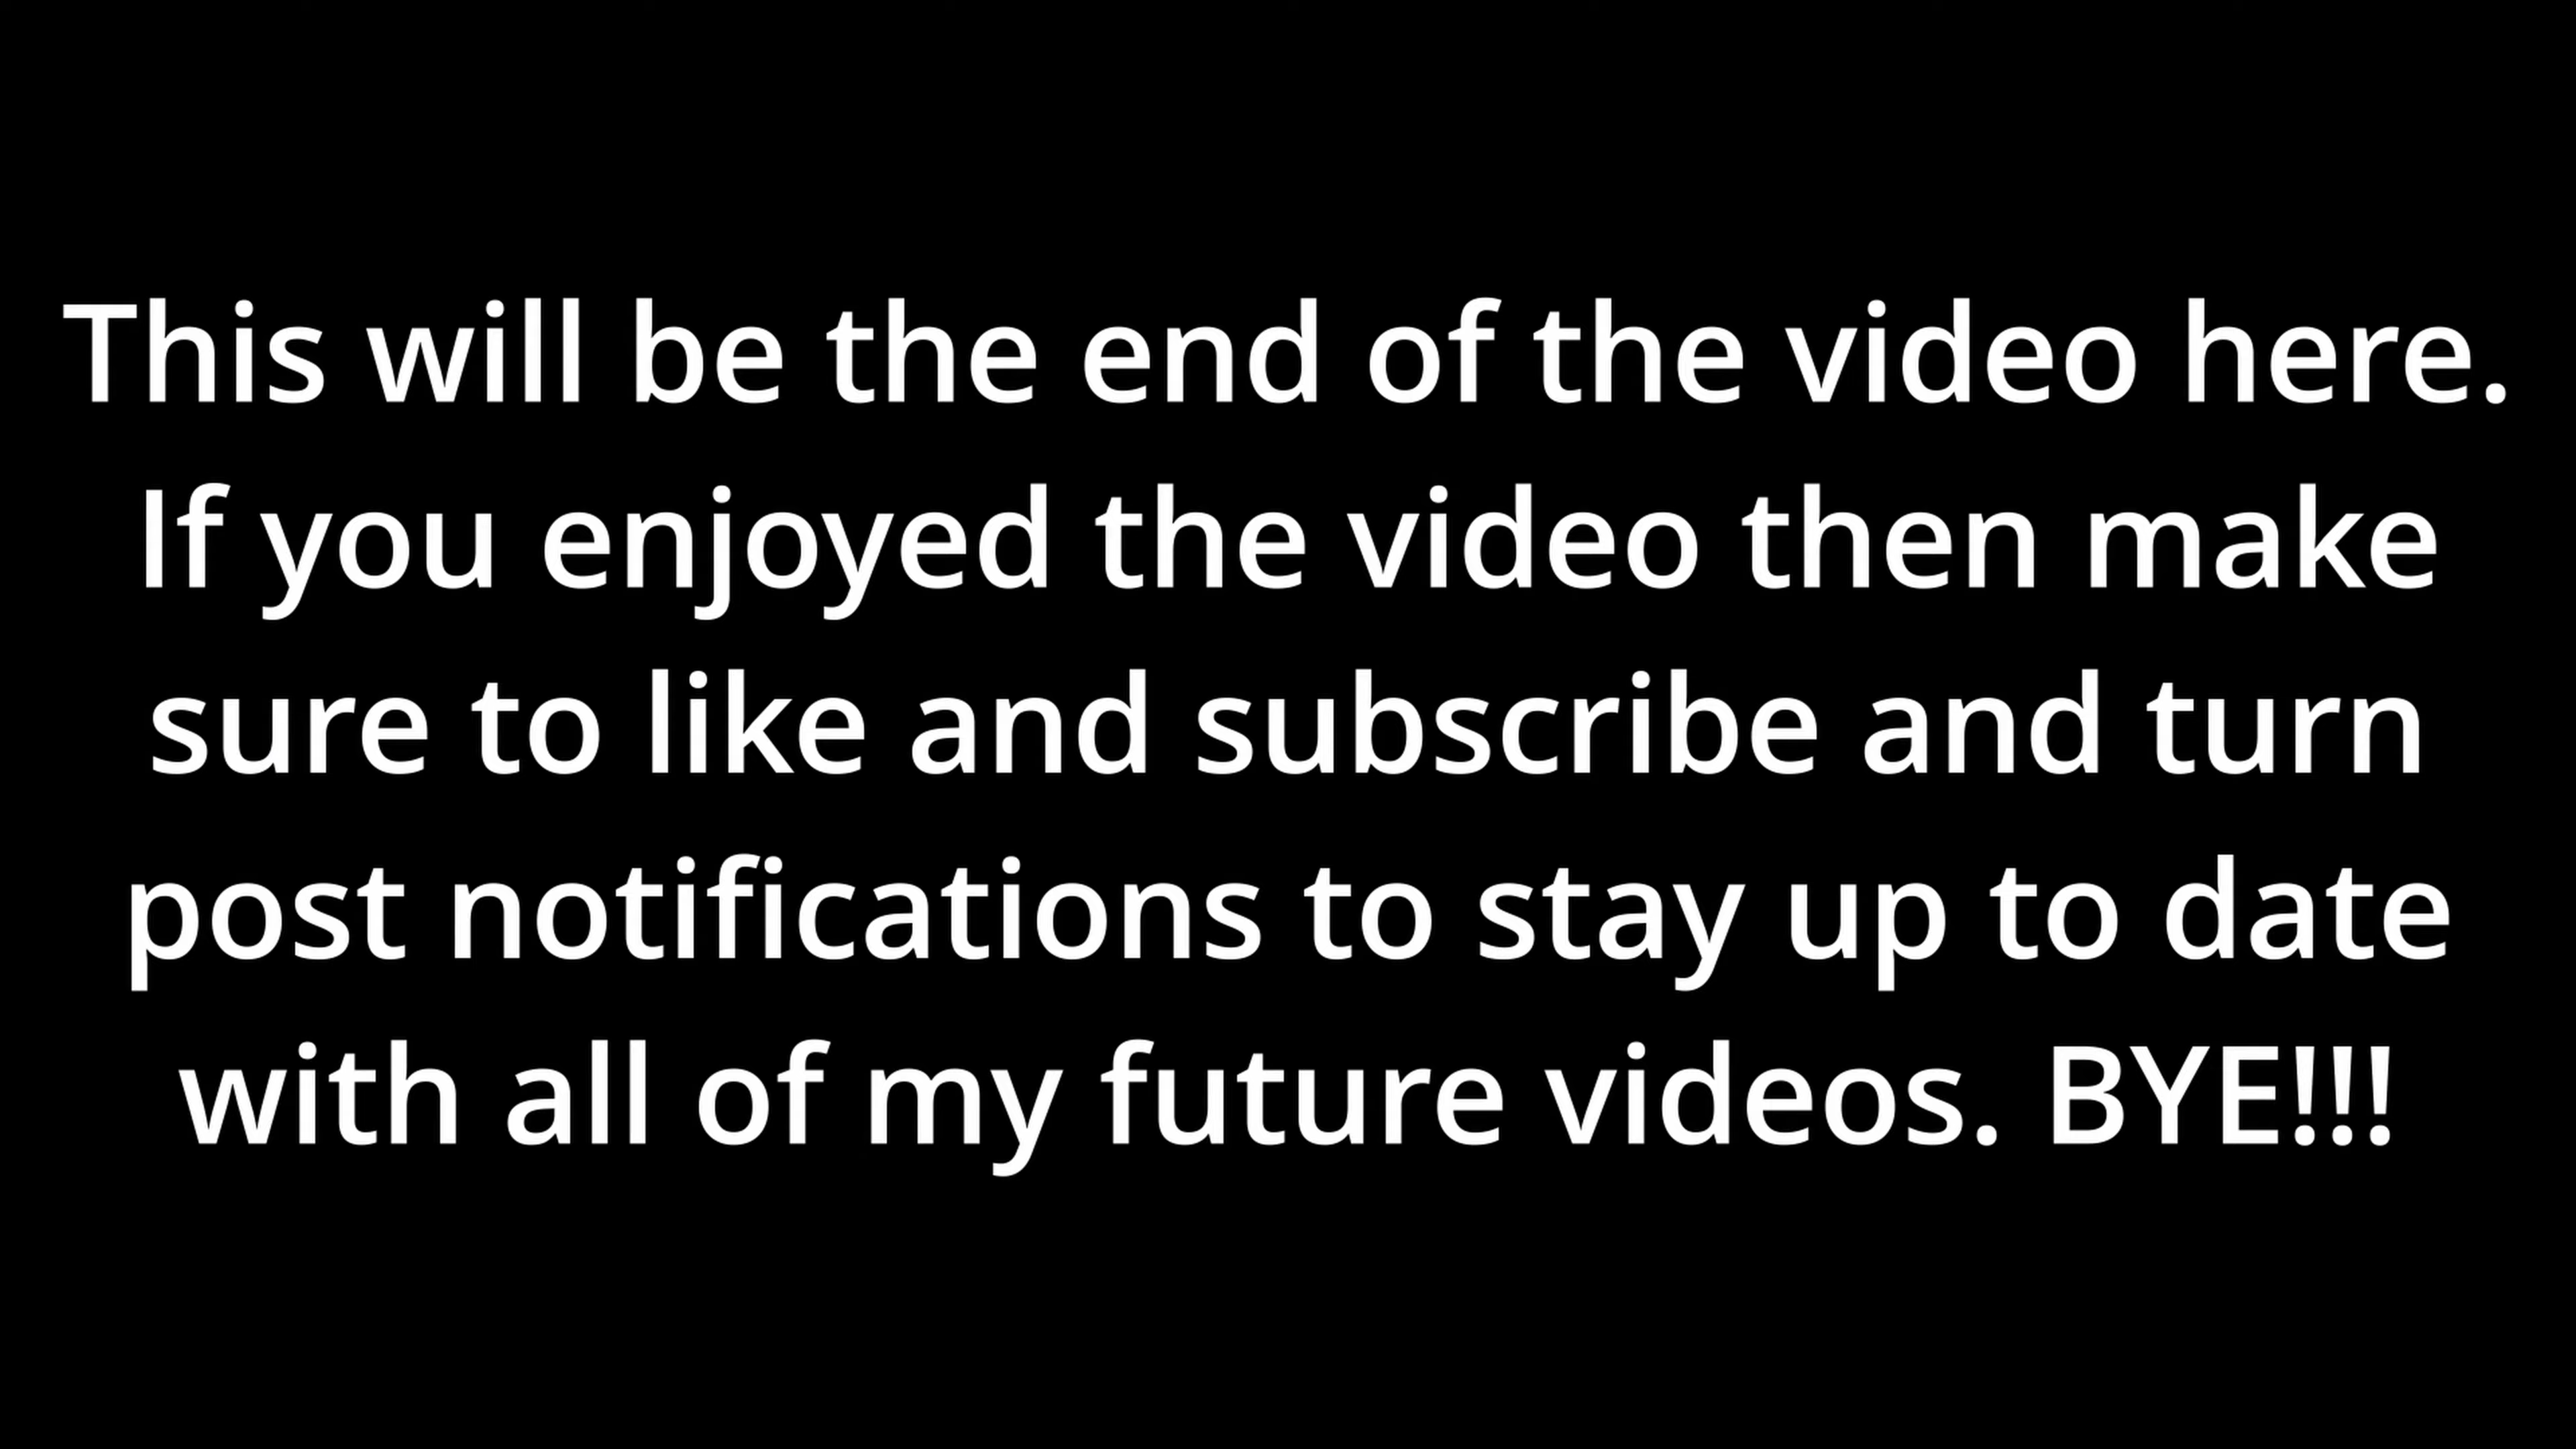 This will be the end of the video here.
If you enjoyed the video then make
sure to like and subscribe and turn
post notifications to stay up to date
with all of my future videos. BYE!!!